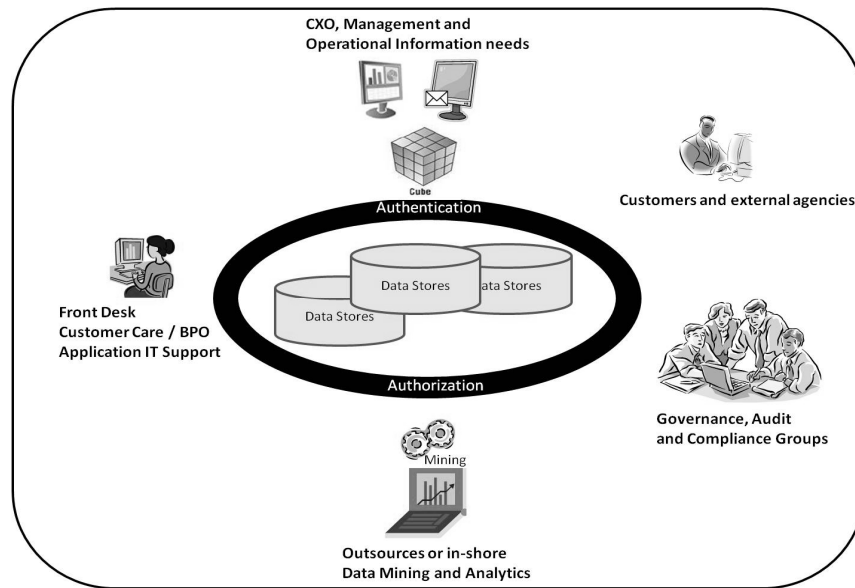 CXO, Management and
Operational Information needs
Cube
Authentication
Customers and external agencies
Data Stores
Data Stores
Data Stores
Front Desk
Customer Care / BPO
Application IT Support
Authorization
Governance, Audit
and Compliance Groups
Mining
Outsources or in-shore
Data Mining and Analytics